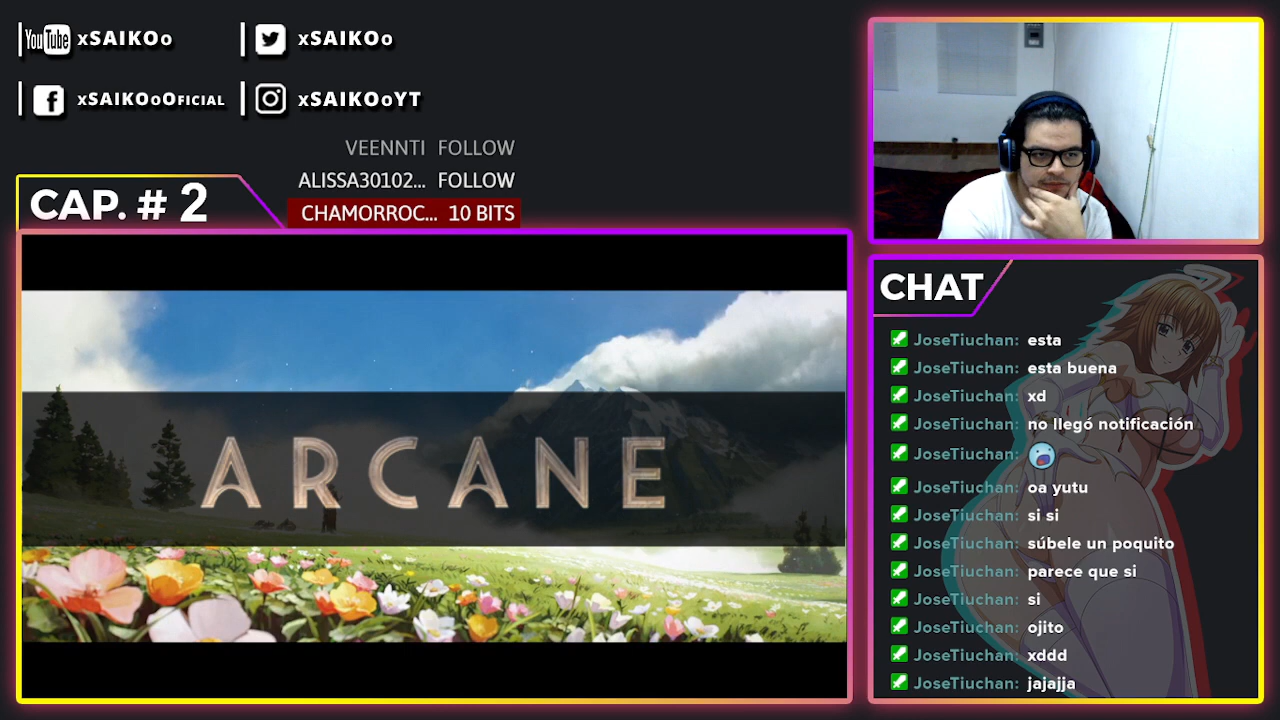 YouTube xSAIKOo
xSAIKOo
f xSAIKOoOficial
xSAIKOoYT
VEENNTI FOLLOW
ALISSA30102... FOLLOW
CHAMORROC... 10 BITS
CAP. # 2
ARCANE
CHAT
JoseTiuchan: esta
JoseTiuchan: esta buena
JoseTiuchan: xd
JoseTiuchan: no llegó notificación
JoseTiuchan:
JoseTiuchan: oa yutu
JoseTiuchan: si si
JoseTiuchan: súbele un poquito
JoseTiuchan: parece que si
JoseTiuchan: si
JoseTiuchan: ojito
JoseTiuchan: xddd
JoseTiuchan: jajajja